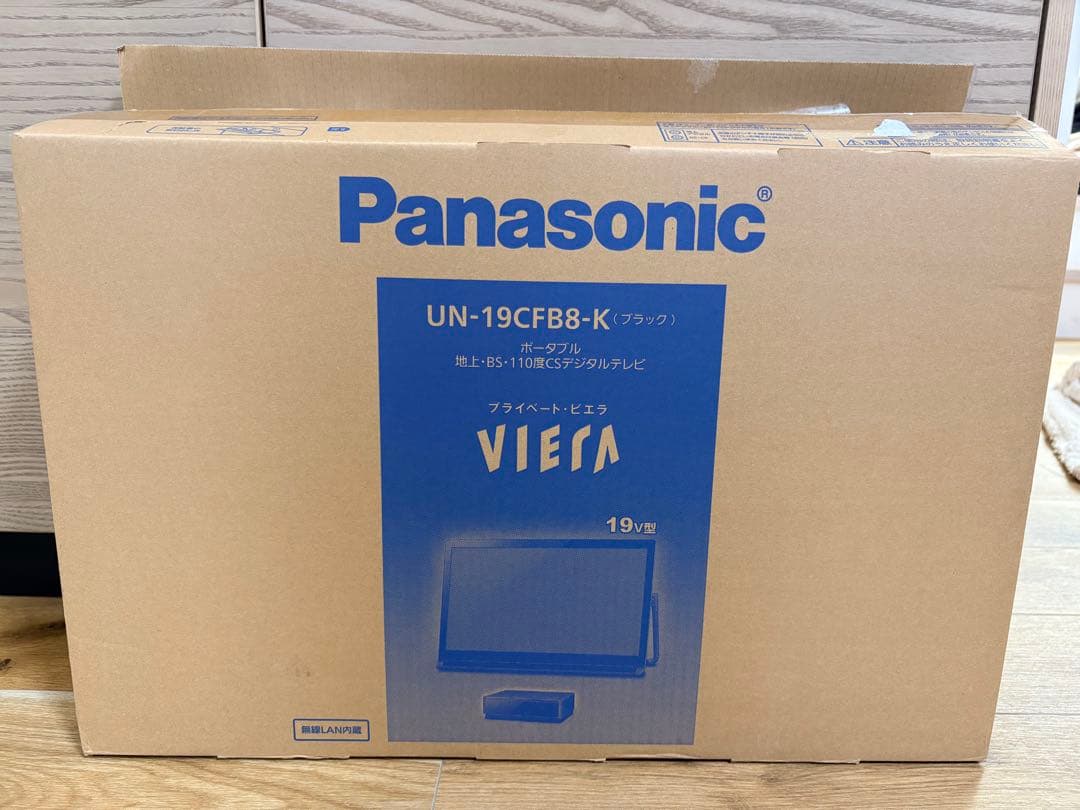 注意
Panasonic®
UN-19CFB8-K（ブラック）
ポータブル
地上・BS・110度CSデジタルテレビ
プライベート・ビエラ
VIErA
19V型
無線LAN内蔵